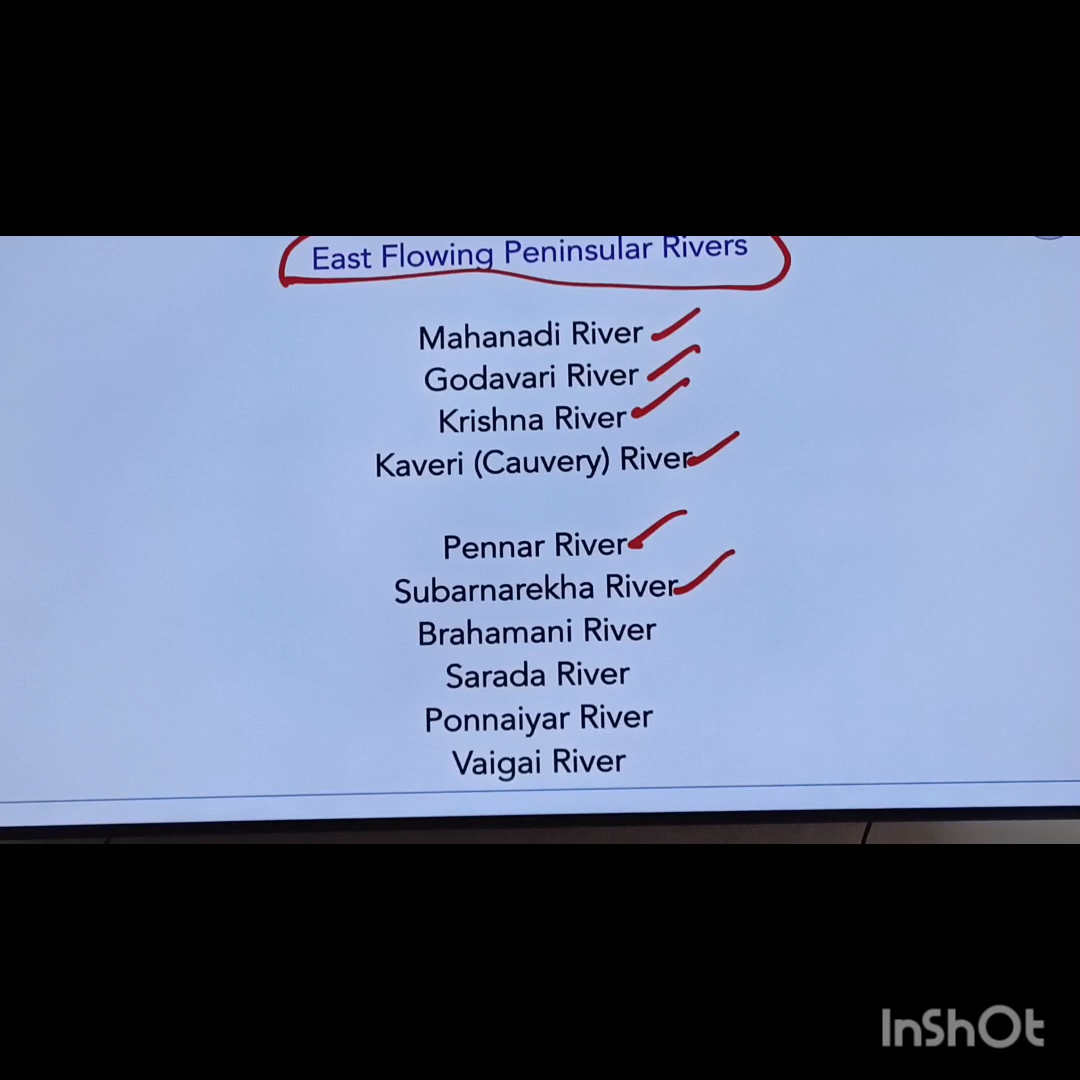 East Flowing Peninsular Rivers
Mahanadi River
Godavari River
Krishna River
Kaveri (Cauvery) River
Pennar River
Subarnarekha River
Brahamani River
Sarada River
Ponnaiyar River
Vaigai River
InShOt